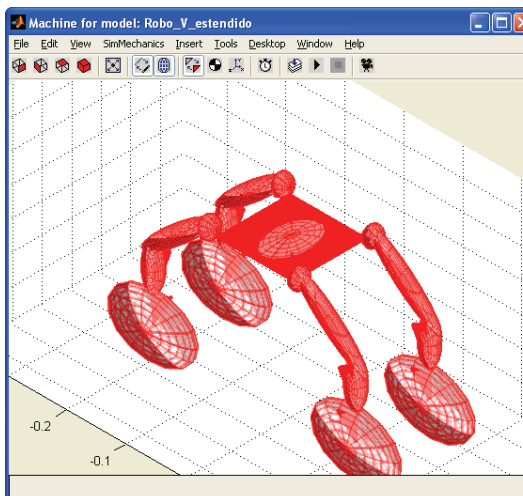 Machine for model: Robo_V_estendido
File Edit View SimMechanics Insert Tools Desktop Window Help
-0.2
-0.1